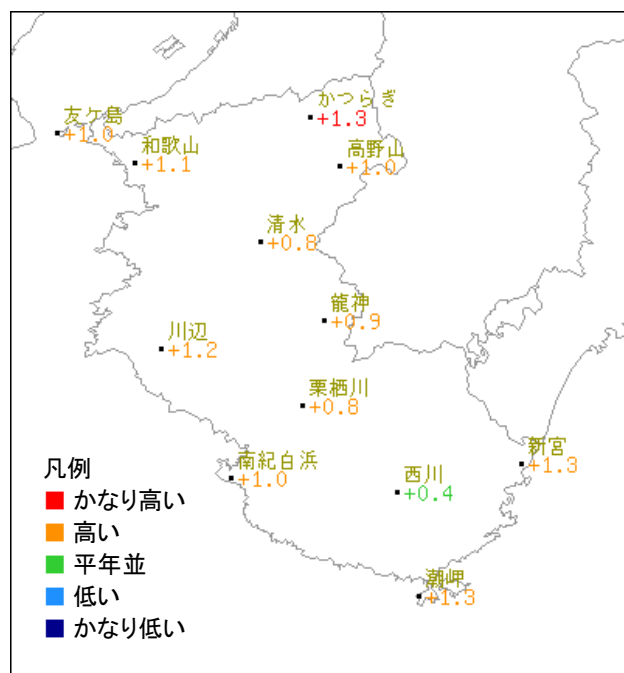 かつらぎ
+1.3
友ケ島
+1.0
和歌山
+1.1
高野山
+1.0
清水
+0.8
龍神
+0.9
川辺
+1.2
栗栖川
+0.8
新宮
+1.3
南紀白浜
+1.0
西川
+0.4
潮岬
+1.3
凡例
かなり高い
高い
平年並
低い
かなり低い